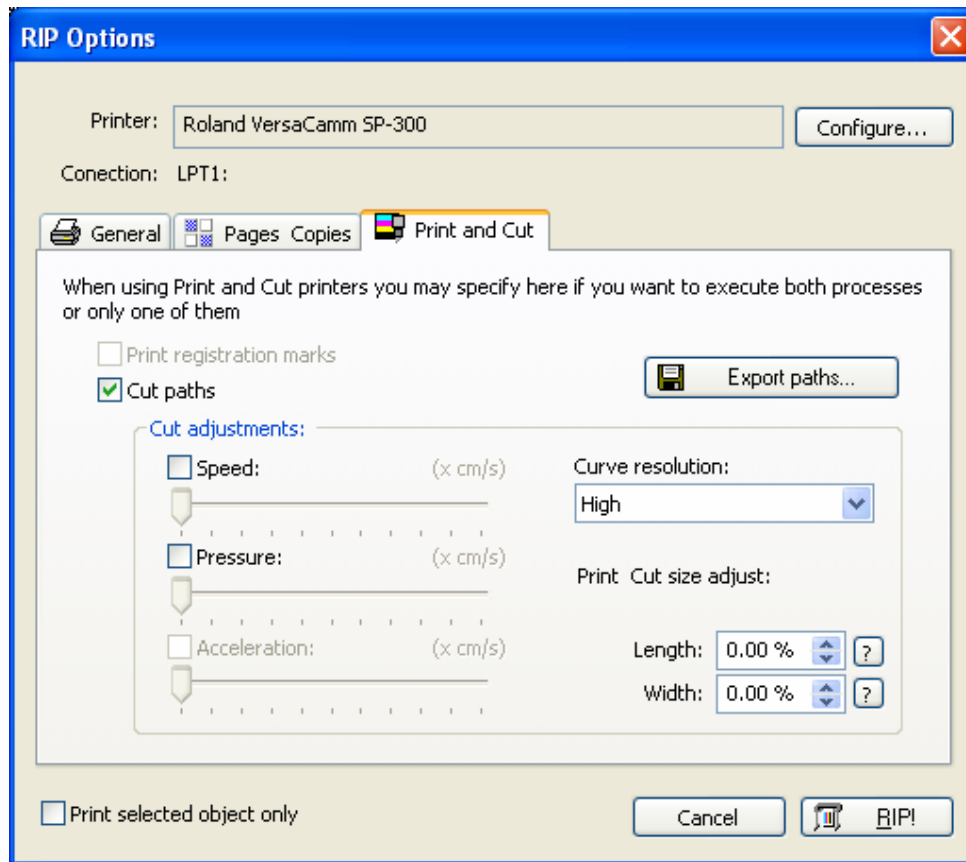 RIP Options
Printer: Roland VersaCamm SP-300 Configure...
Conection: LPT1:
General Pages Copies Print and Cut
When using Print and Cut printers you may specify here if you want to execute both processes
or only one of them
Print registration marks
Cut paths Export paths...
Cut adjustments:
Speed: (x cm/s) Curve resolution:
High
Pressure: (x cm/s) Print Cut size adjust:
Acceleration: (x cm/s) Length: 0.00 % ?
Width: 0.00 % ?
Print selected object only Cancel RIP!